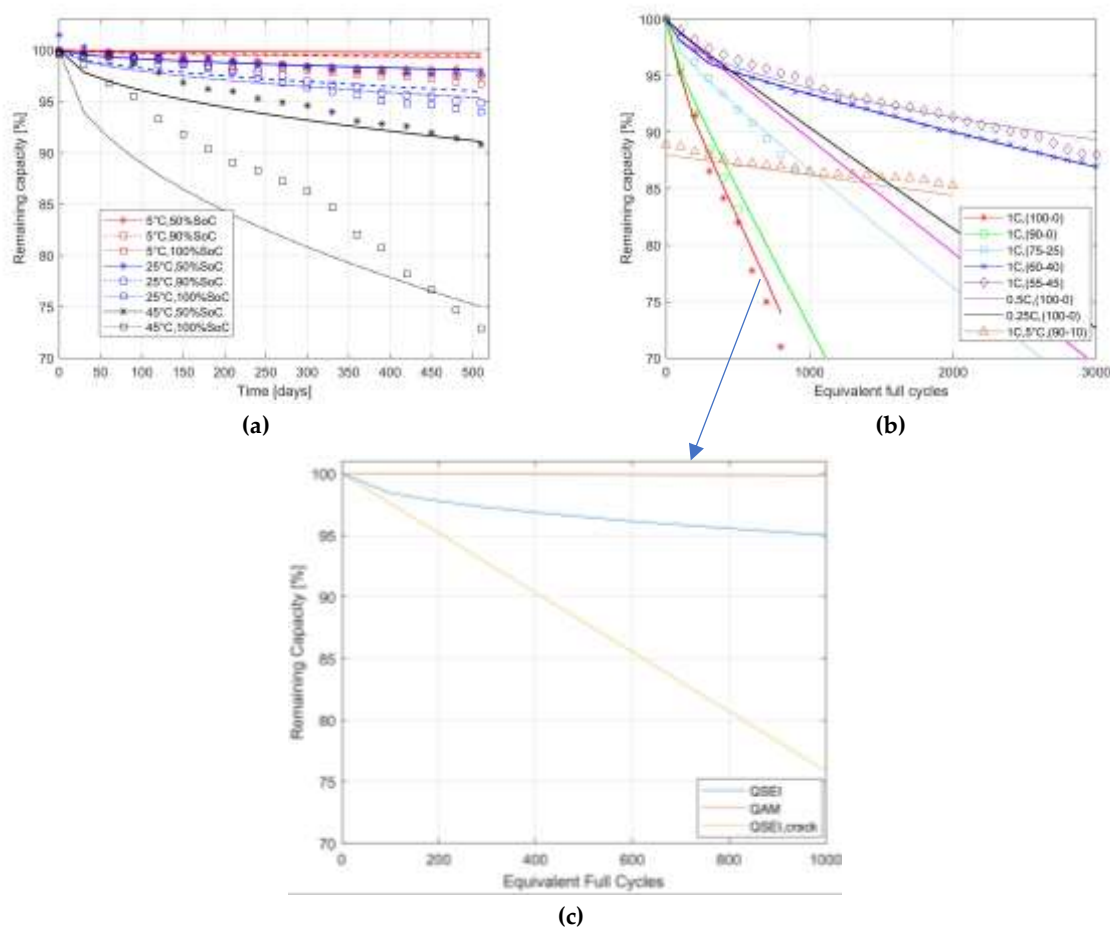 Remaining capacity [%]
100
95
90
85
80
75
70
5°C,50%SoC
5°C,90%SoC
5°C,100%SoC
25°C,50%SoC
25°C,90%SoC
25°C,100%SoC
45°C,50%SoC
45°C,100%SoC
0 50 100 150 200 250 300 350 400 450 500
Time [days]
(a)
Remaining capacity [%]
100
95
90
85
80
75
70
1C,(100-0)
1C,(90-0)
1C,(75-25)
1C,(60-40)
1C,(55-45)
0.5C,(100-0)
0.25C,(100-0)
1C,5°C,(90-10)
0 1000 2000 3000
Equivalent full cycles
(b)
Remaining Capacity [%]
100
95
90
85
80
75
70
QSEI
QAM
QSEI,crack
0 200 400 600 800 1000
Equivalent Full Cycles
(c)